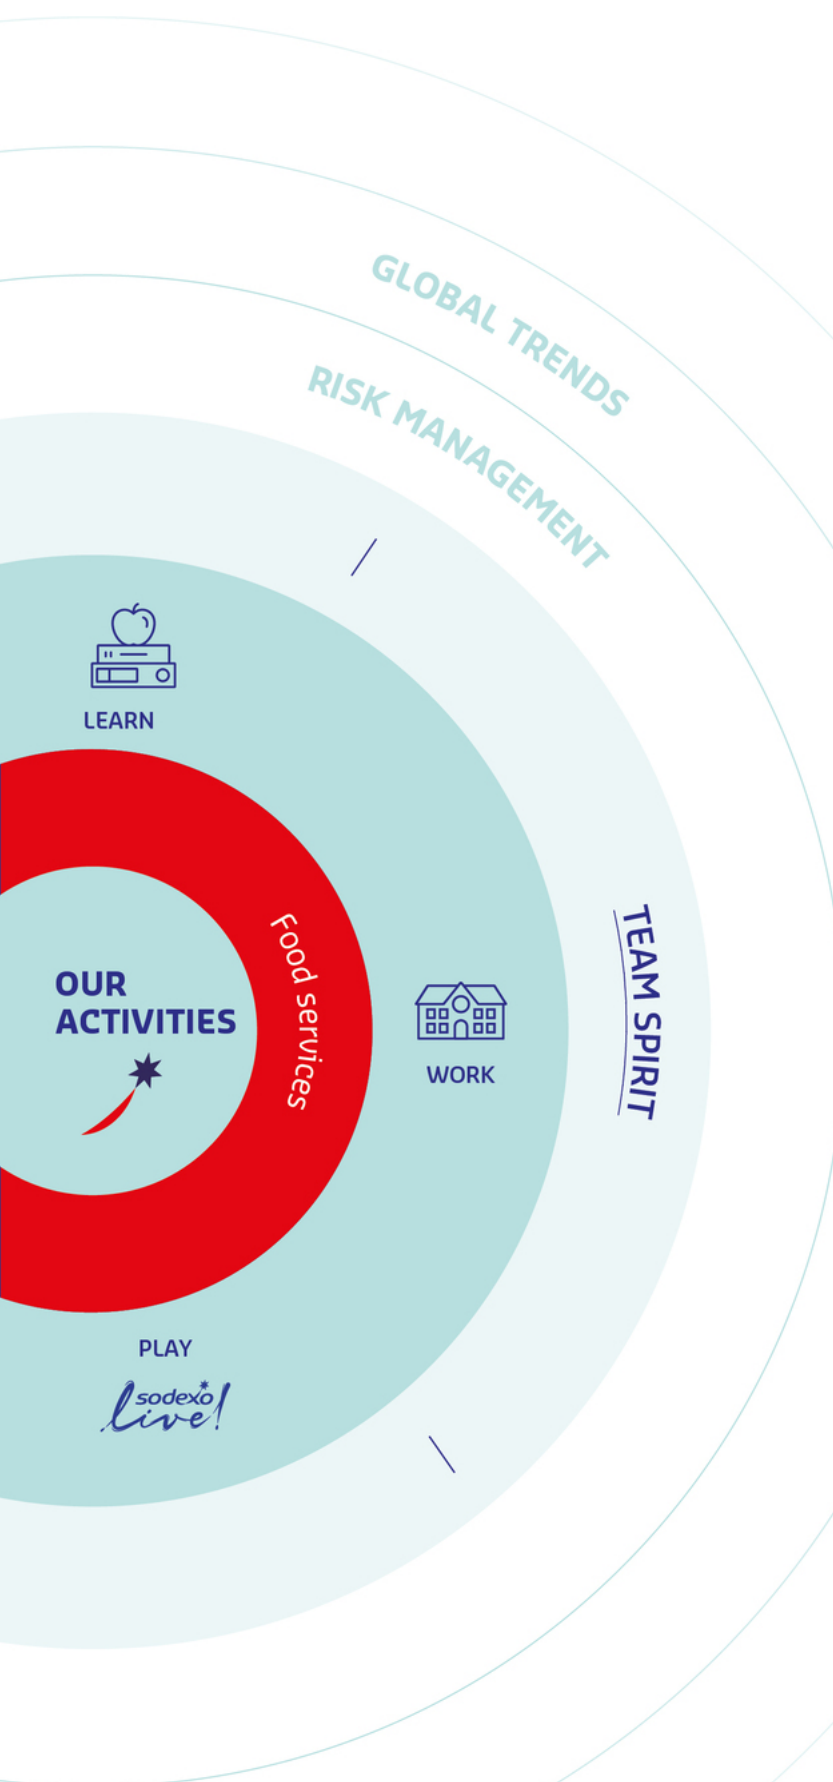 GLOBAL TRENDS
RISK MANAGEMENT
LEARN
OUR
ACTIVITIES
Food services
WORK
TEAM SPIRIT
PLAY
sodexo
live!